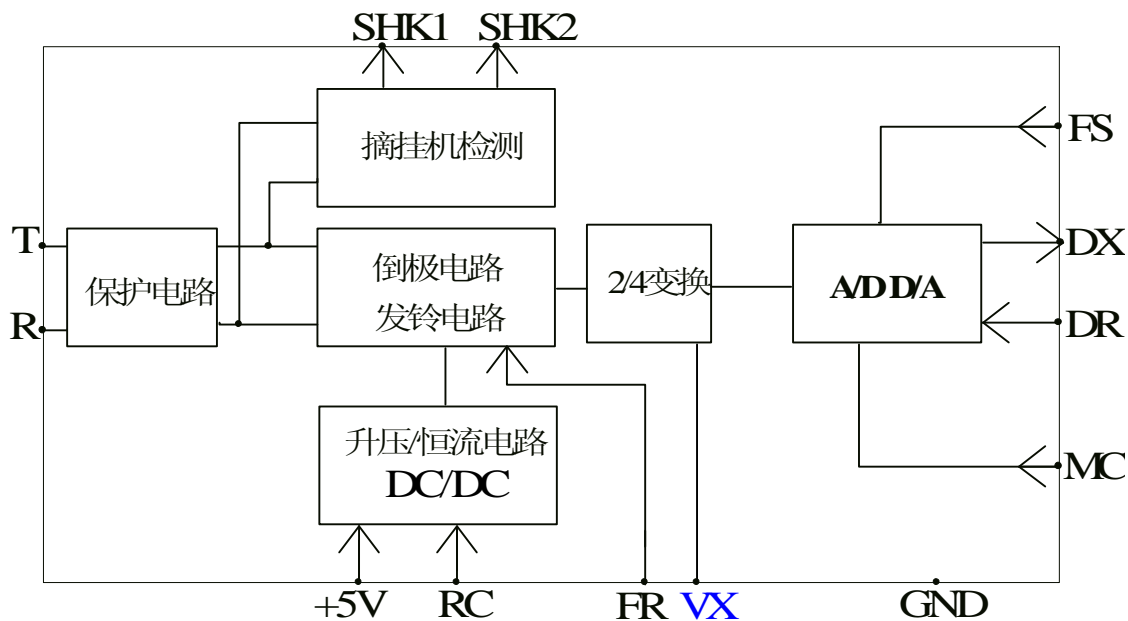 SHK1 SHK2
摘挂机检测
FS
T
保护电路
倒极电路
发铃电路
2/4变换
A/D D/A
DX
R
DR
升压/恒流电路
DC/DC
MC
+5V RC FR VX GND